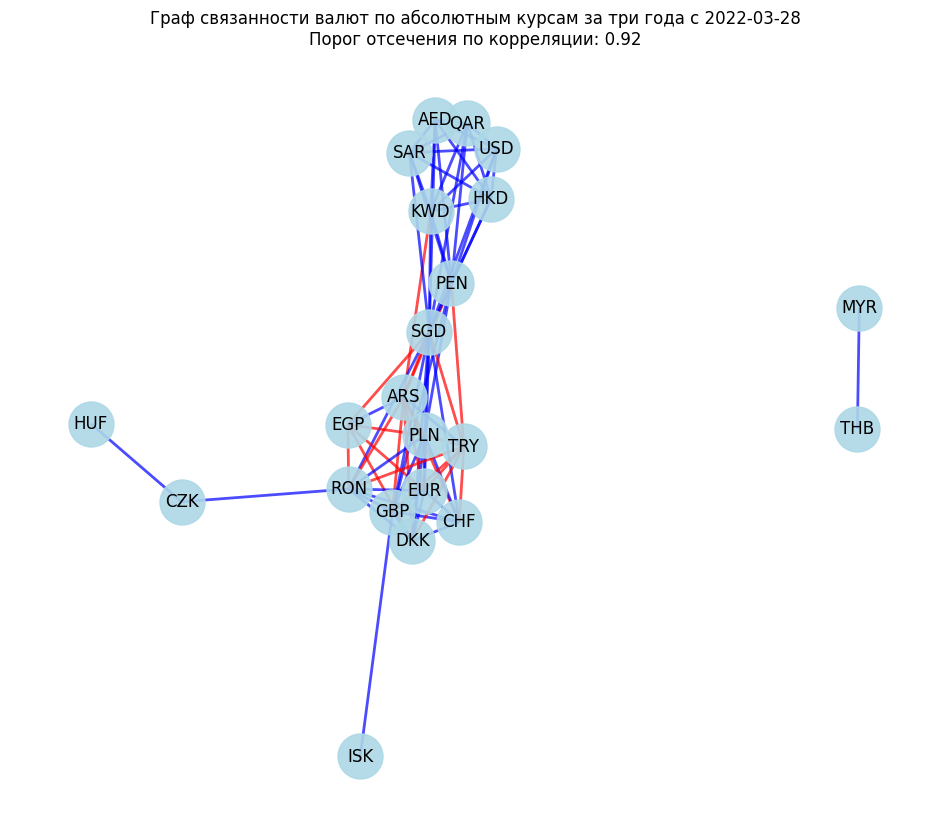 Граф связанности валют по абсолютным курсам за три года с 2022-03-28
Порог отсечения по корреляции: 0.92
AED
QAR
SAR
USD
HKD
KWD
PEN
MYR
SGD
ARS
HUF
EGP
THB
PLN
TRY
RON
EUR
CZK
GBP
CHF
DKK
ISK